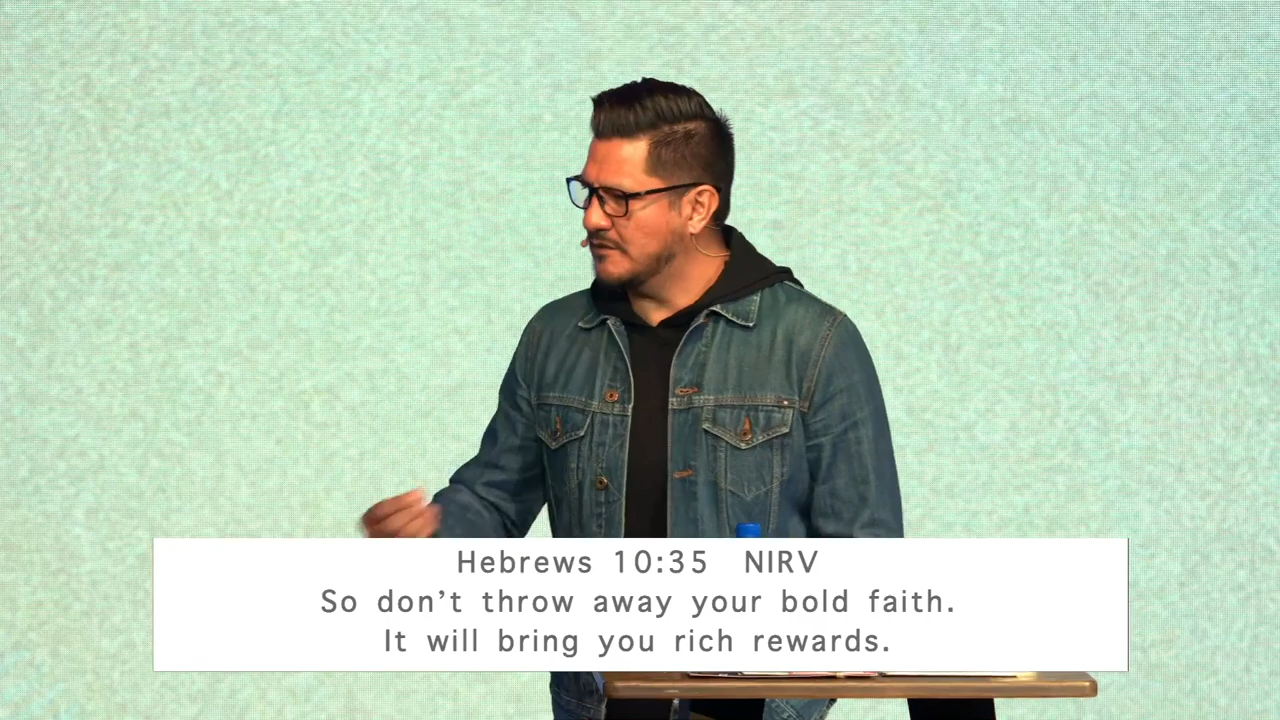 Hebrews 10:35 NIRV
So don’t throw away your bold faith.
It will bring you rich rewards.